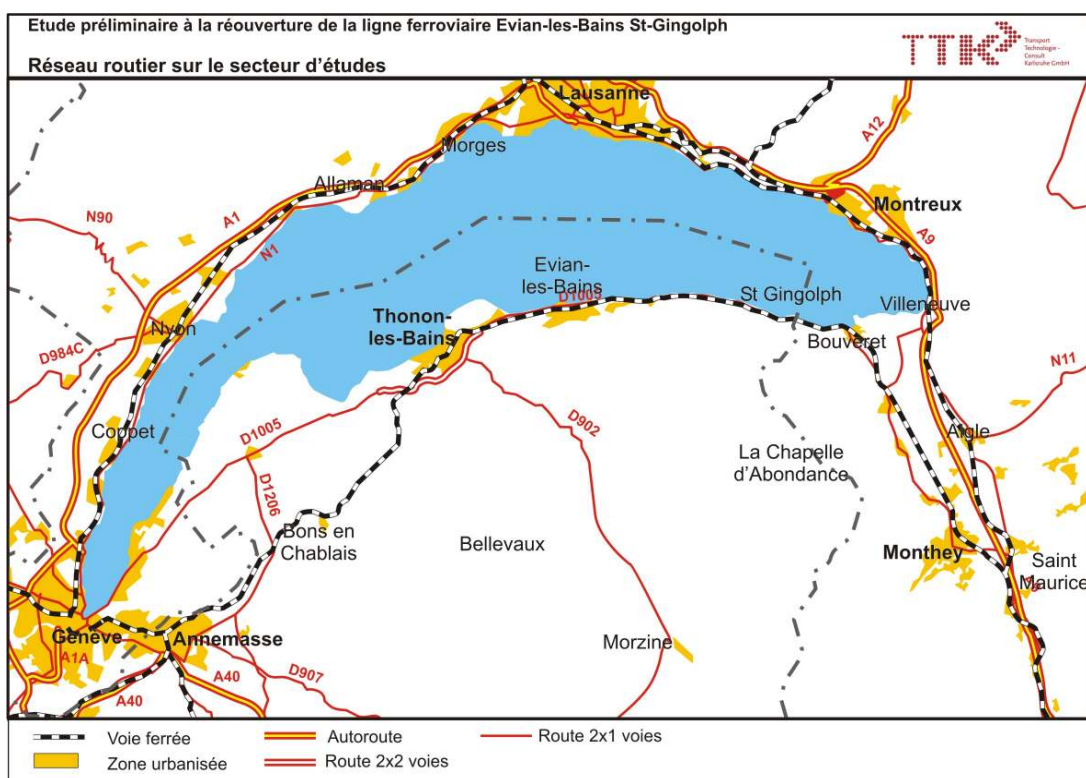 Etude préliminaire à la réouverture de la ligne ferroviaire Evian-les-Bains St-Gingolph
Réseau routier sur le secteur d'études
TTK
Transport
Technologie -
Consult
Karlsruhe GmbH
Lausanne
A12
Morges
Allaman
Montreux
N90
A1
N1
A9
Evian-
les-Bains
D1005
St Gingolph
Villeneuve
Thonon-
les-Bains
Nyon
Bouveret
D984C
N11
Coppet
D1005
D902
Aigle
La Chapelle
d'Abondance
D1206
Bons en
Chablais
Bellevaux
Monthey
Saint
Maurice
Genève
Annemasse
Morzine
A1A
A40
A40
D907
Voie ferrée
Autoroute
Route 2x1 voies
Zone urbanisée
Route 2x2 voies